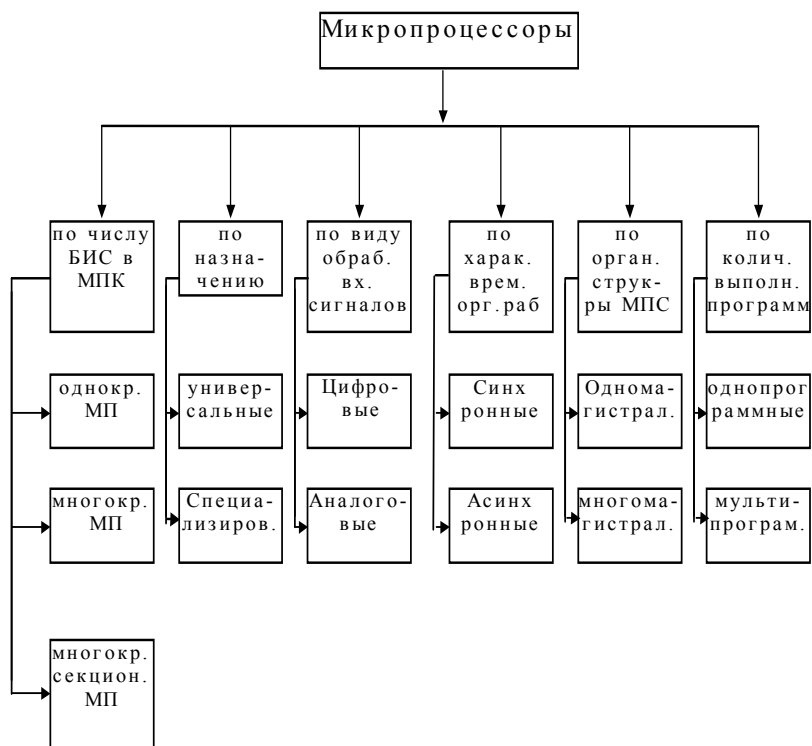 Микропроцессоры
по числу
БИС в
МПК
по
назна-
чению
по виду
обраб.
вх.
сигналов
по
харак.
врем.
орг.раб
по
орган.
струк-
ры МПС
по
колич.
выполн.
программ
однокр.
МП
универ-
сальные
Цифро-
вые
Синх
ронные
Однома-
гистрал.
однопрог
раммные
многокр.
МП
Специа-
лизиров.
Аналого-
вые
Асинх
ронные
многома-
гистрал.
мульти-
програм.
многокр.
секцион.
МП